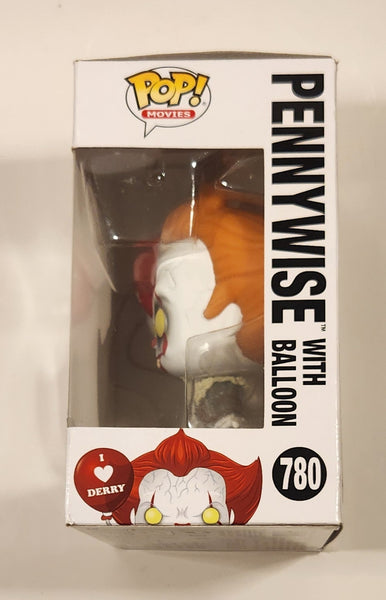 POP!
MOVIES
PENNYWISE™ WITH
BALLOON
780
I
DERRY